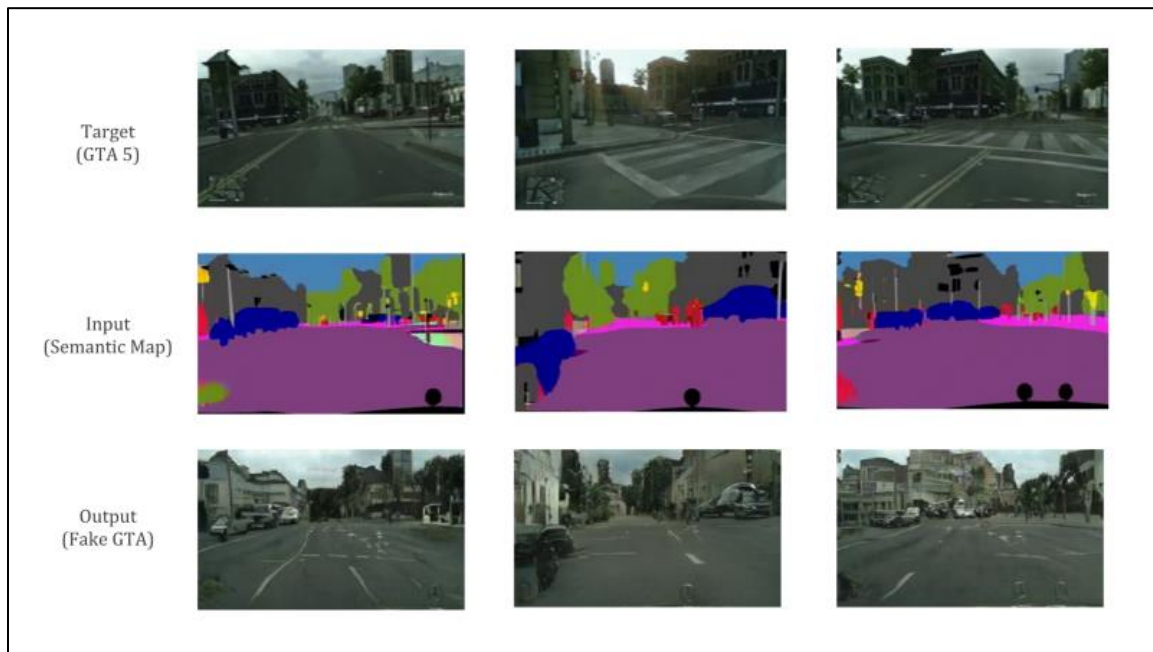 Target
(GTA 5)
Input
(Semantic Map)
Output
(Fake GTA)